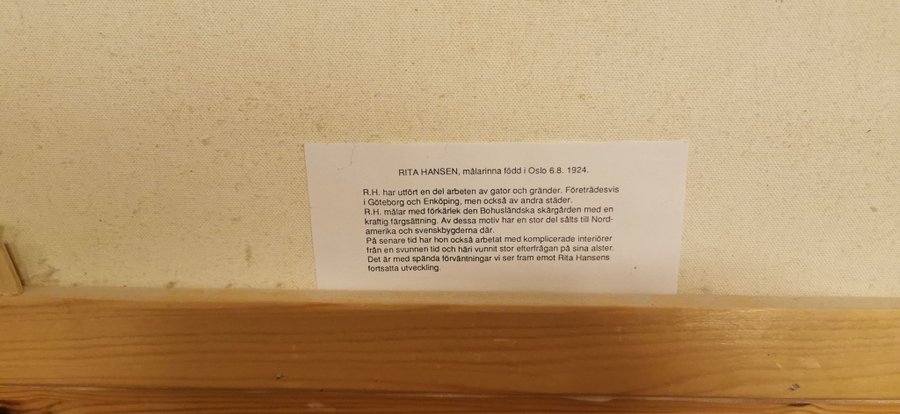 RITA HANSEN, målarinna född i Oslo 6.8. 1924.
R.H. har utfört en del arbeten av gator och gränder. Företrädesvis
i Göteborg och Enköping, men också av andra städer.
R.H. målar med förkärlek den Bohusländska skärgården med en
kraftig färgsättning. Av dessa motiv har en stor del sålts till Nord-
amerika och svenskbygderna där.
På senare tid har hon också arbetat med komplicerade interiörer
från en svunnen tid och häri vunnit stor efterfrågan på sina alster.
Det är med spända förväntningar vi ser fram emot Rita Hansens
fortsatta utveckling.